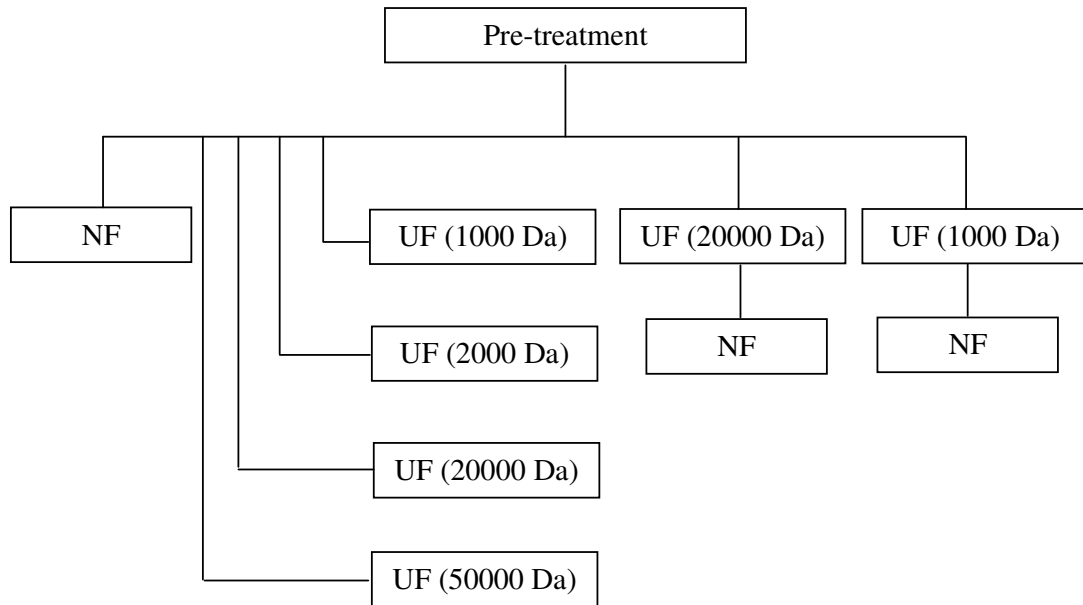 Pre-treatment
NF
UF (1000 Da)
UF (20000 Da)
UF (1000 Da)
UF (2000 Da)
NF
NF
UF (20000 Da)
UF (50000 Da)